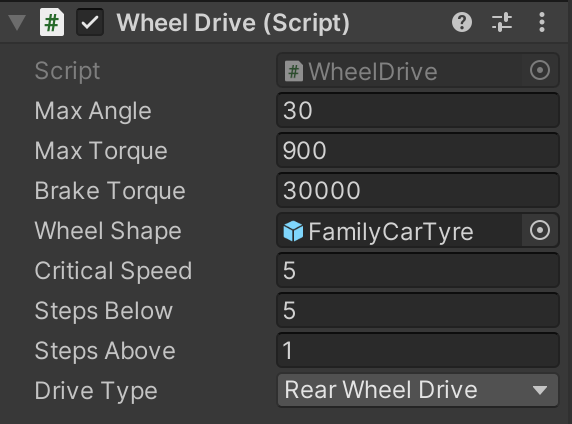 # Wheel Drive (Script) ?
Script # WheelDrive
Max Angle 30
Max Torque 900
Brake Torque 30000
Wheel Shape FamilyCarTyre
Critical Speed 5
Steps Below 5
Steps Above 1
Drive Type Rear Wheel Drive